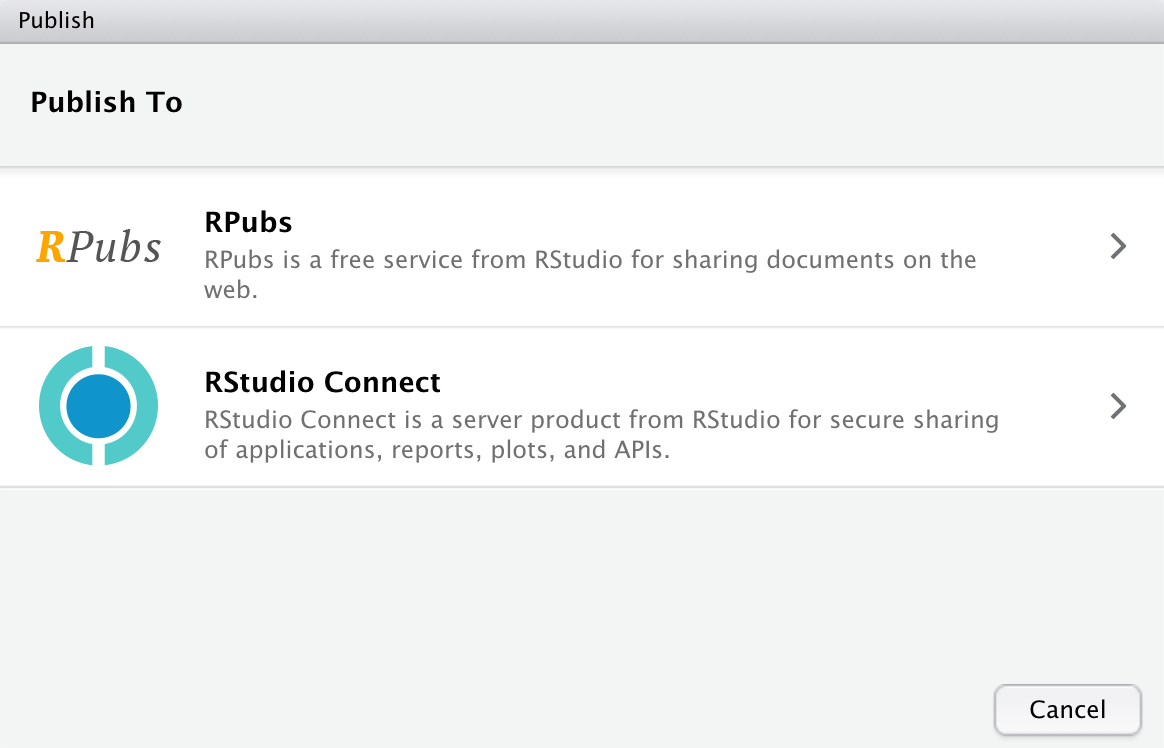 Publish
Publish To
RPubs
RPubs
RPubs is a free service from RStudio for sharing documents on the
web.
RStudio Connect
RStudio Connect is a server product from RStudio for secure sharing
of applications, reports, plots, and APIs.
Cancel